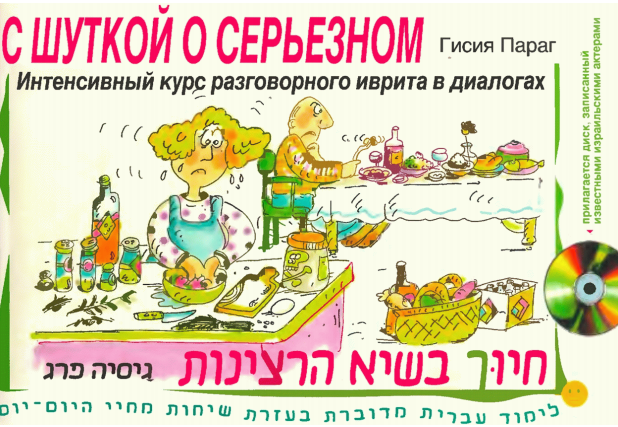 С ШУТКОЙ О СЕРЬЕЗНОМ
Гисия Параг
Интенсивный курс разговорного иврита в диалогах
прилагается диск, записанный
известными израильскими актерами
חיוך בשיא הרצינות
גיסיה פרג
לימוד עברית מדוברת בעזרת שיחות מחיי היום-יום